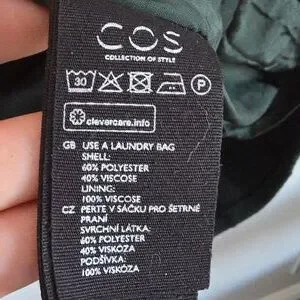 COS
COLLECTION OF STYLE
30 P
clevercare.info
GB USE A LAUNDRY BAG
SHELL:
60% POLYESTER
40% VISCOSE
LINING:
100% VISCOSE
CZ PERTE V SÁČKU PRO ŠETRNÉ
PRANÍ
SVRCHNÍ LÁTKA:
60% POLYESTER
40% VISKÓZA
PODŠÍVKA:
100% VISKÓZA